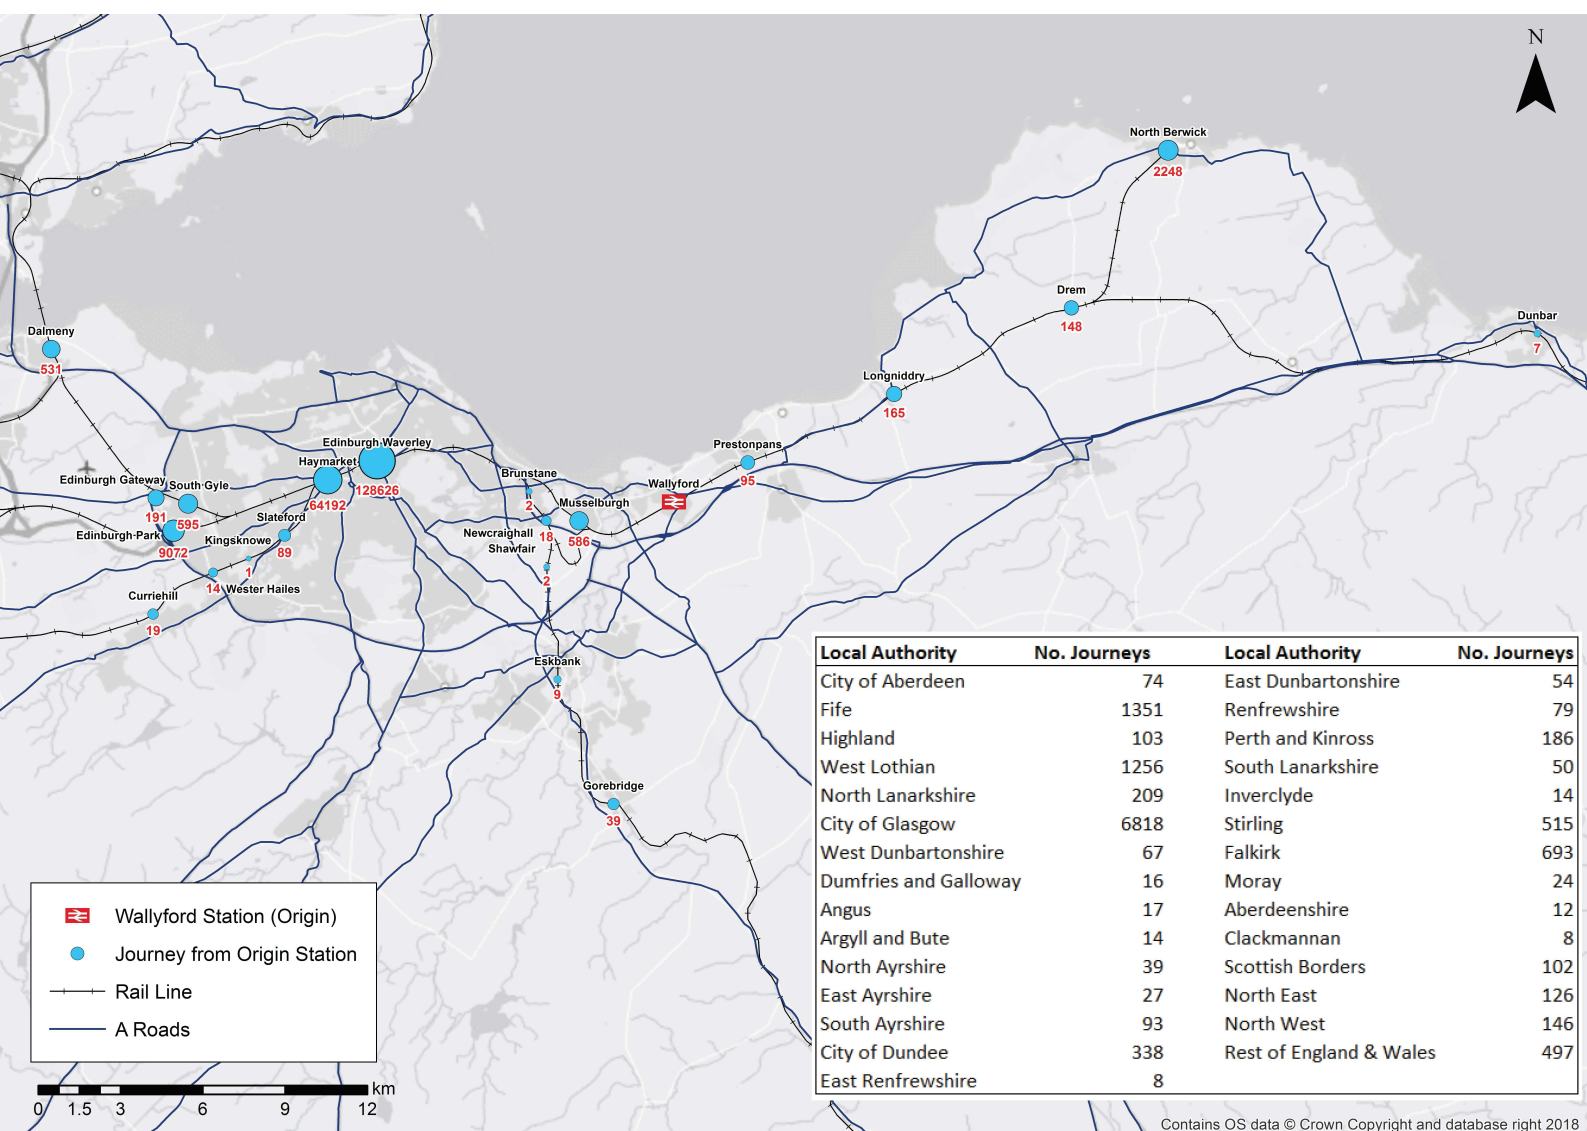 N
North Berwick
2248
Drem
148
Dunbar
7
Dalmeny
531
Longniddry
165
Edinburgh Waverley
128626
Haymarket
64192
Prestonpans
95
Brunstane
2
Wallyford
Edinburgh Gateway
191
South Gyle
595
Musselburgh
586
Slateford
89
Newcraighall
18
Edinburgh Park
9072
Kingsknowe
1
Shawfair
2
14
Wester Hailes
Curriehill
19
Eskbank
9
Gorebridge
39
Local Authority No. Journeys Local Authority No. Journeys
City of Aberdeen 74 East Dunbartonshire 54
Fife 1351 Renfrewshire 79
Highland 103 Perth and Kinross 186
West Lothian 1256 South Lanarkshire 50
North Lanarkshire 209 Inverclyde 14
City of Glasgow 6818 Stirling 515
West Dunbartonshire 67 Falkirk 693
Dumfries and Galloway 16 Moray 24
Angus 17 Aberdeenshire 12
Argyll and Bute 14 Clackmannan 8
North Ayrshire 39 Scottish Borders 102
East Ayrshire 27 North East 126
South Ayrshire 93 North West 146
City of Dundee 338 Rest of England & Wales 497
East Renfrewshire 8
Wallyford Station (Origin)
Journey from Origin Station
Rail Line
A Roads
km
0 1.5 3 6 9 12
Contains OS data © Crown Copyright and database right 2018